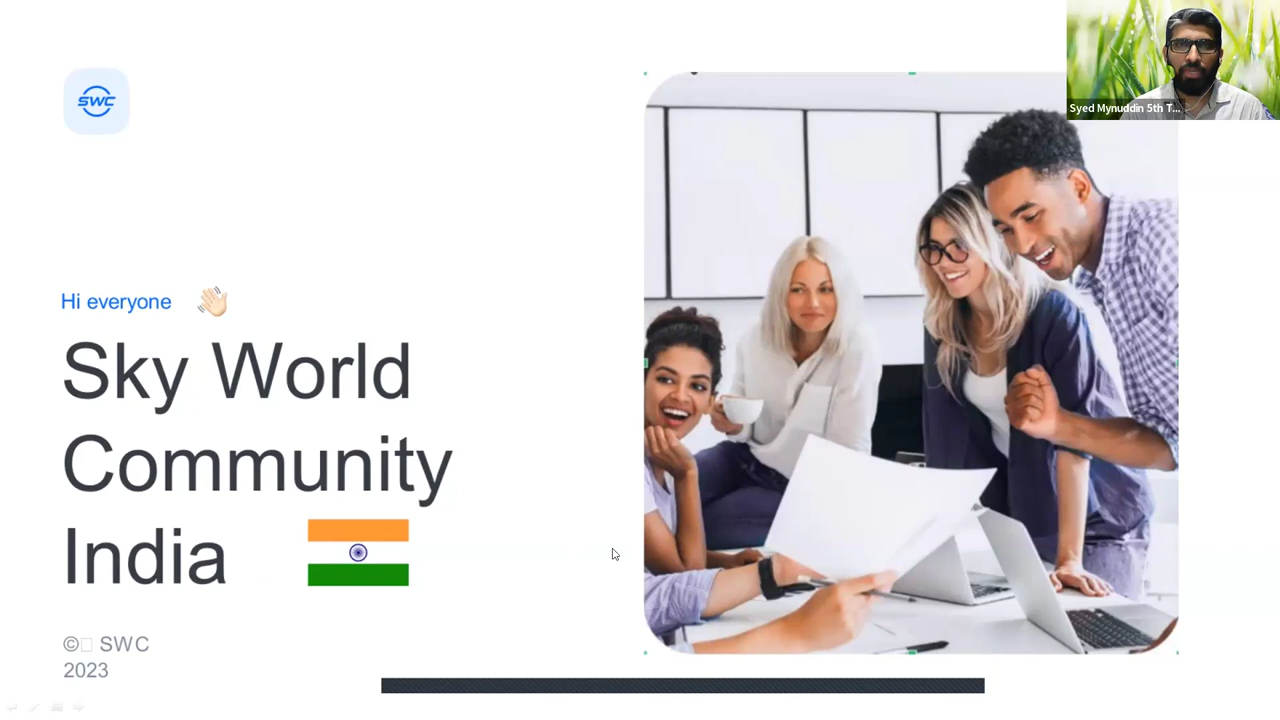 SWC
Syed Mynuddin 5th T...
Hi everyone
Sky World
Community
India
© SWC
2023